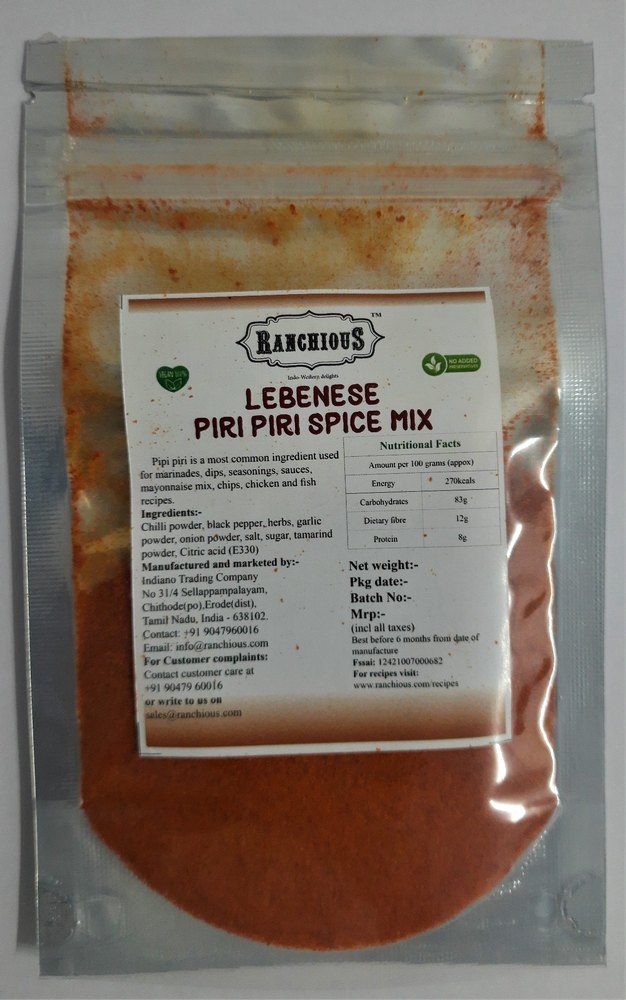 RANCHIOUS
TM
Indo-Western delights
VEGAN 100%
NO ADDED
PRESERVATIVES
LEBENESE
PIRI PIRI SPICE MIX
Pipi piri is a most common ingredient used
for marinades, dips, seasonings, sauces,
mayonnaise mix, chips, chicken and fish
recipes.
Ingredients:-
Chilli powder, black pepper, herbs, garlic
powder, onion powder, salt, sugar, tamarind
powder, Citric acid (E330)
Manufactured and marketed by:-
Indiano Trading Company
No 31/4 Sellappampalayam,
Chithode(po),Erode(dist),
Tamil Nadu, India - 638102.
Contact: +91 9047960016
Email: info@ranchious.com
For Customer complaints:
Contact customer care at
+91 90479 60016
or write to us on
sales@ranchious.com
Nutritional Facts
Amount per 100 grams (appox)
Energy 270kcals
Carbohydrates 83g
Dietary fibre 12g
Protein 8g
Net weight:-
Pkg date:-
Batch No:-
Mrp:-
(incl all taxes)
Best before 6 months from date of
manufacture
Fssai: 12421007000682
For recipes visit:
www.ranchious.com/recipes